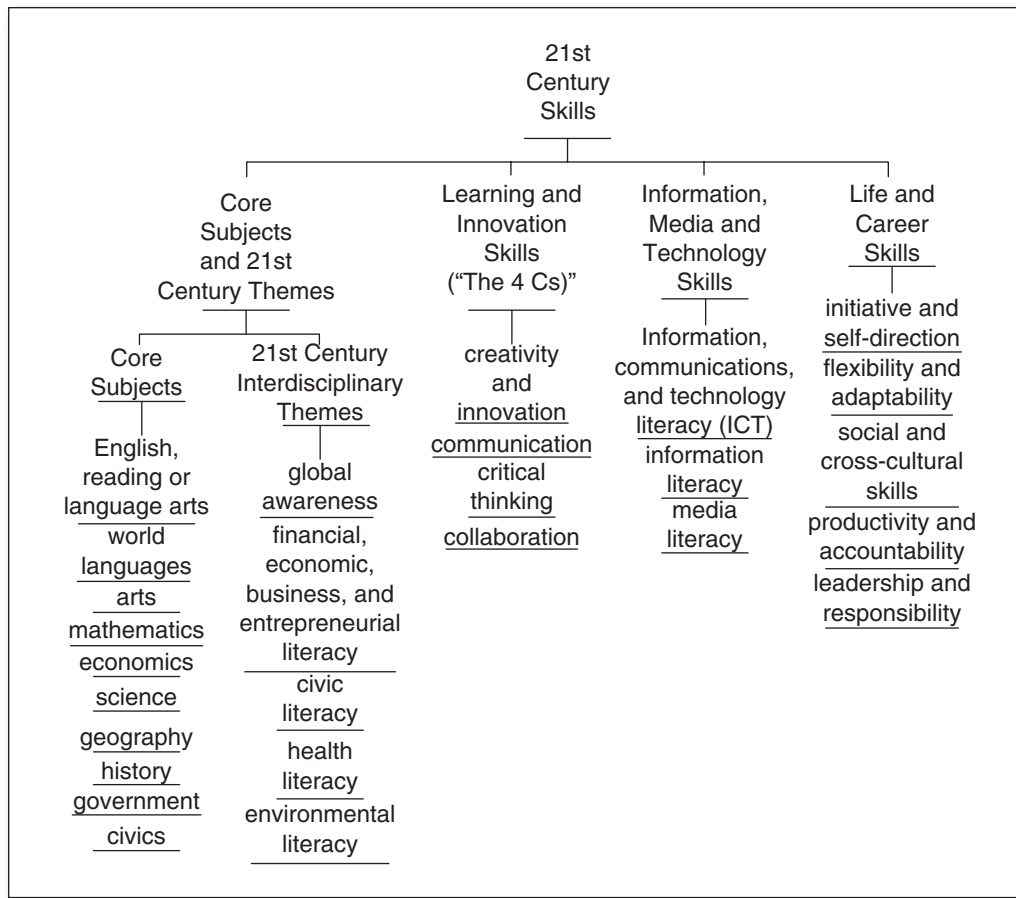 21st
Century
Skills
Core
Subjects
and 21st
Century Themes
Core
Subjects
English,
reading or
language arts
world
languages
arts
mathematics
economics
science
geography
history
government
civics
21st Century
Interdisciplinary
Themes
global
awareness
financial,
economic,
business, and
entrepreneurial
literacy
civic
literacy
health
literacy
environmental
literacy
Learning and
Innovation
Skills
(“The 4 Cs)”
creativity
and
innovation
communication
critical
thinking
collaboration
Information,
Media and
Technology
Skills
Information,
communications,
and technology
literacy (ICT)
information
literacy
media
literacy
Life and
Career
Skills
initiative and
self-direction
flexibility and
adaptability
social and
cross-cultural
skills
productivity and
accountability
leadership and
responsibility